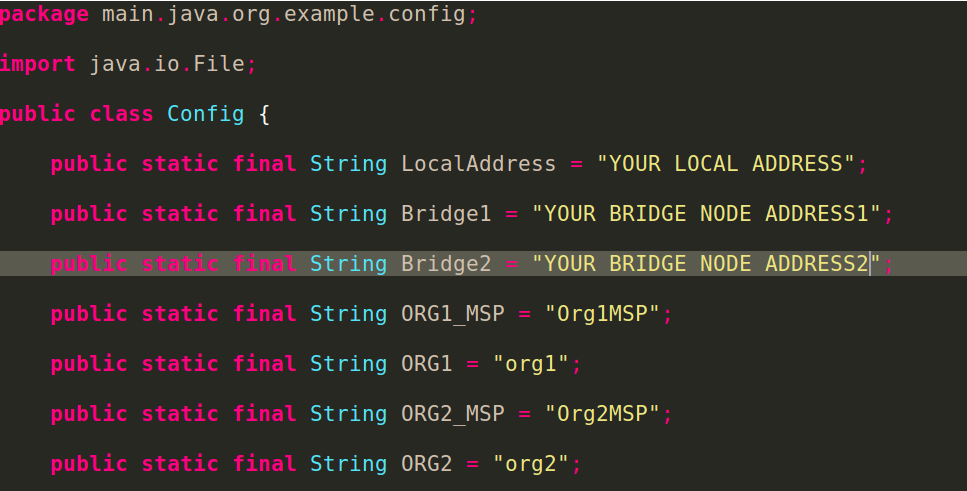 package main.java.org.example.config;
import java.io.File;
public class Config {
public static final String LocalAddress = "YOUR LOCAL ADDRESS";
public static final String Bridge1 = "YOUR BRIDGE NODE ADDRESS1";
public static final String Bridge2 = "YOUR BRIDGE NODE ADDRESS2";
public static final String ORG1_MSP = "Org1MSP";
public static final String ORG1 = "org1";
public static final String ORG2_MSP = "Org2MSP";
public static final String ORG2 = "org2";